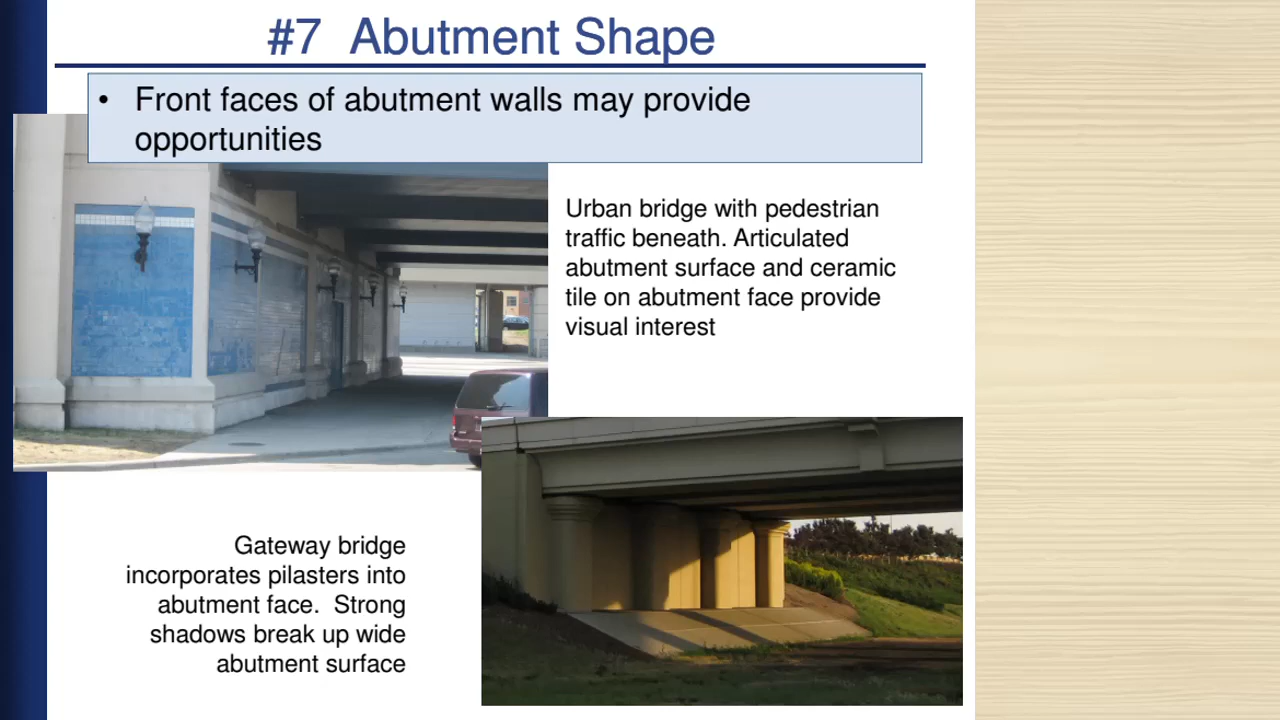 #7 Abutment Shape
• Front faces of abutment walls may provide
opportunities
Urban bridge with pedestrian
traffic beneath. Articulated
abutment surface and ceramic
tile on abutment face provide
visual interest
Gateway bridge
incorporates pilasters into
abutment face. Strong
shadows break up wide
abutment surface